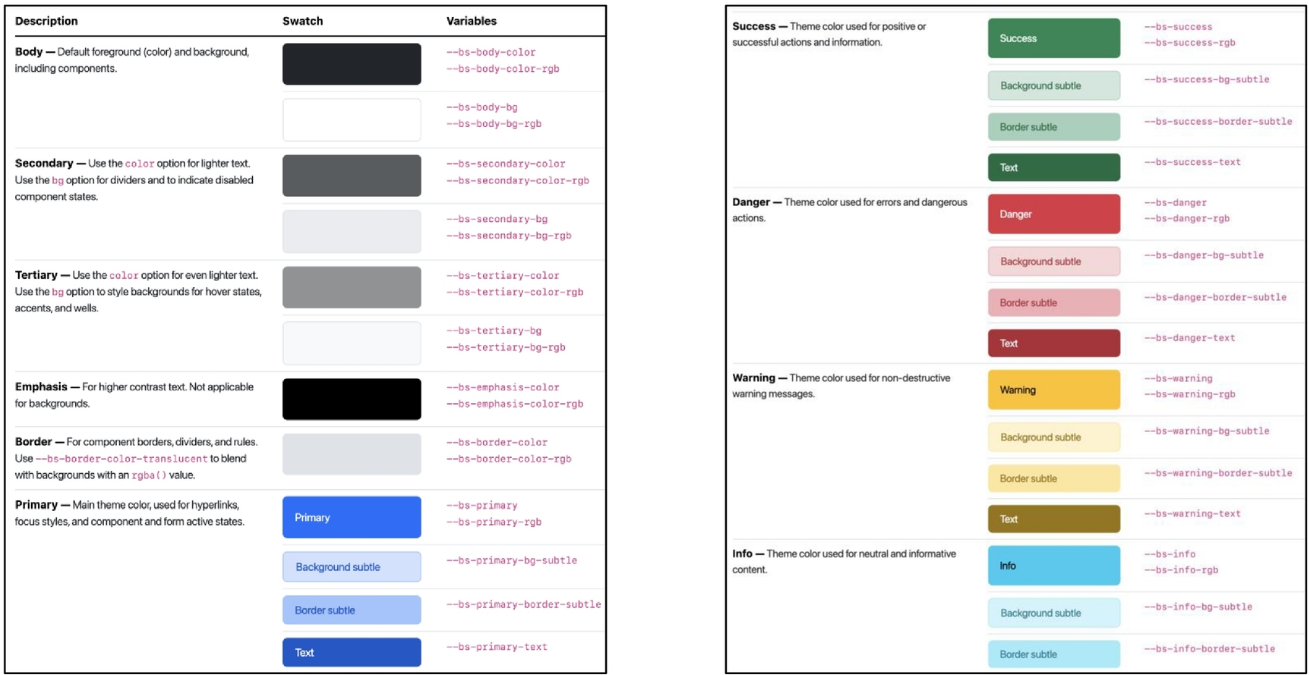 Description Swatch Variables
Body — Default foreground (color) and background, --bs-body-color
including components. --bs-body-color-rgb
--bs-body-bg
--bs-body-bg-rgb
Secondary — Use the color option for lighter text. --bs-secondary-color
Use the bg option for dividers and to indicate disabled --bs-secondary-color-rgb
component states.
--bs-secondary-bg
--bs-secondary-bg-rgb
Tertiary — Use the color option for even lighter text. --bs-tertiary-color
Use the bg option to style backgrounds for hover states, --bs-tertiary-color-rgb
accents, and wells.
--bs-tertiary-bg
--bs-tertiary-bg-rgb
Emphasis — For higher contrast text. Not applicable --bs-emphasis-color
for backgrounds. --bs-emphasis-color-rgb
Border — For component borders, dividers, and rules. --bs-border-color
Use --bs-border-color-translucent to blend --bs-border-color-rgb
with backgrounds with an rgba() value.
Primary — Main theme color, used for hyperlinks, --bs-primary
focus styles, and component and form active states. Primary --bs-primary-rgb
Background subtle --bs-primary-bg-subtle
Border subtle --bs-primary-border-subtle
Text --bs-primary-text
Success — Theme color used for positive or --bs-success
successful actions and information. Success --bs-success-rgb
Background subtle --bs-success-bg-subtle
Border subtle --bs-success-border-subtle
Text --bs-success-text
Danger — Theme color used for errors and dangerous --bs-danger
actions. Danger --bs-danger-rgb
Background subtle --bs-danger-bg-subtle
Border subtle --bs-danger-border-subtle
Text --bs-danger-text
Warning — Theme color used for non-destructive --bs-warning
warning messages. Warning --bs-warning-rgb
Background subtle --bs-warning-bg-subtle
Border subtle --bs-warning-border-subtle
Text --bs-warning-text
Info — Theme color used for neutral and informative --bs-info
content. Info --bs-info-rgb
Background subtle --bs-info-bg-subtle
Border subtle --bs-info-border-subtle